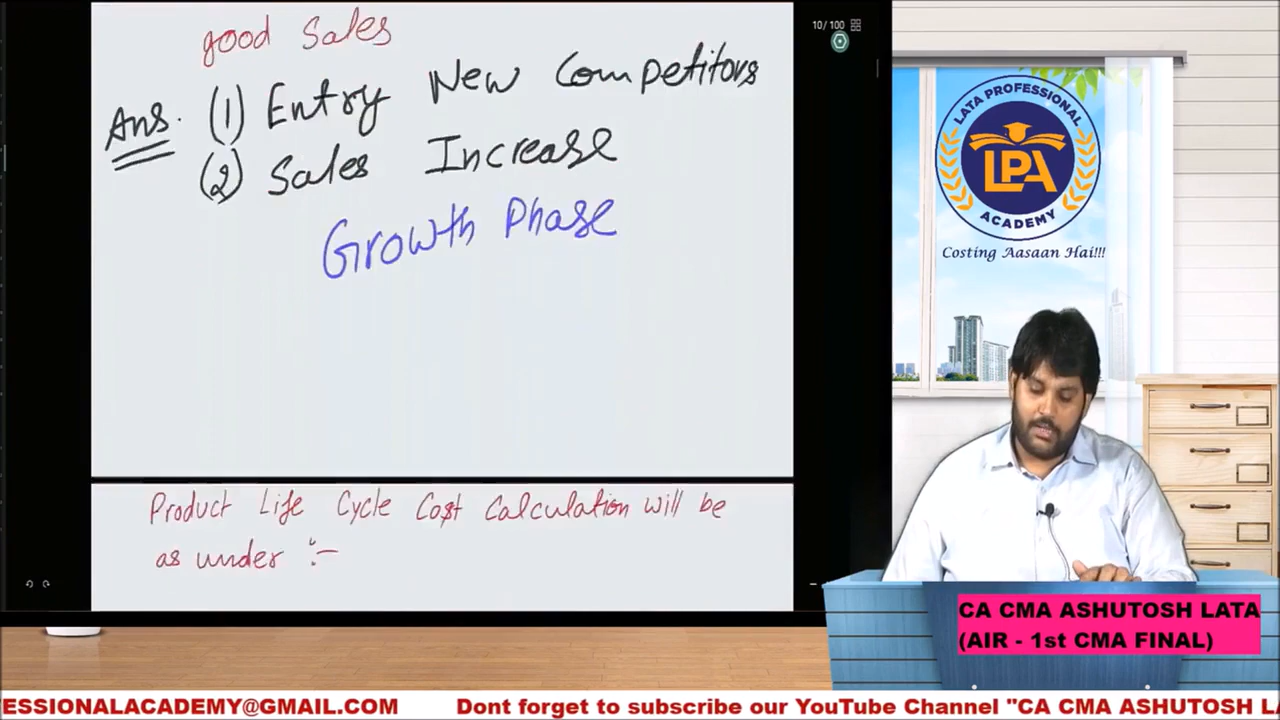 good Sales
Ans. (1) Entry New Competitors
(2) Sales Increase
Growth Phase
Product Life Cycle Cost Calculation will be
as under :-
10/100
LATA PROFESSIONAL
LPA
ACADEMY
Costing Aasaan Hai!!!
CA CMA ASHUTOSH LATA
(AIR - 1st CMA FINAL)
ESSIONALACADEMY@GMAIL.COM Dont forget to subscribe our YouTube Channel "CA CMA ASHUTOSH LA